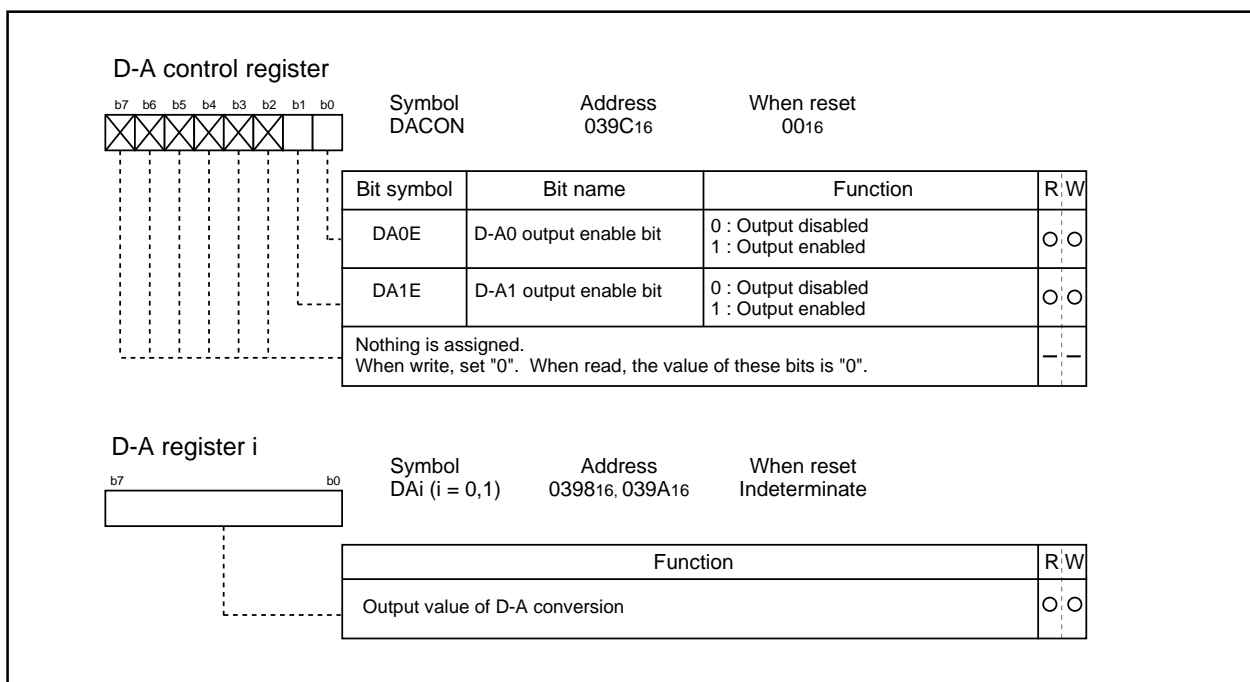 D-A control register
b7 b6 b5 b4 b3 b2 b1 b0
Symbol Address When reset
DACON 039C16 0016
Bit symbol Bit name Function R W
DA0E D-A0 output enable bit 0 : Output disabled
1 : Output enabled
DA1E D-A1 output enable bit 0 : Output disabled
1 : Output enabled
Nothing is assigned.
When write, set "0". When read, the value of these bits is "0".
D-A register i
b7 b0
Symbol Address When reset
DAi (i = 0,1) 039816, 039A16 Indeterminate
Function R W
Output value of D-A conversion